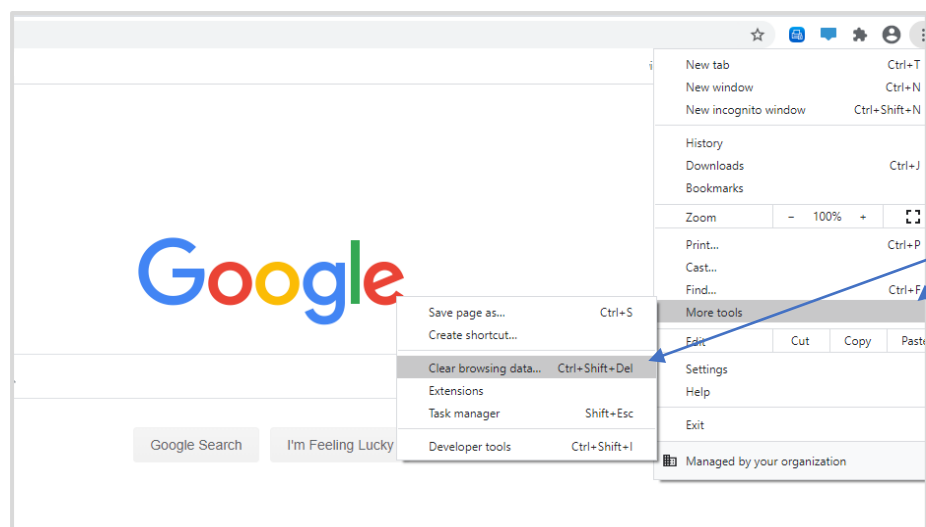 New tab Ctrl+T
New window Ctrl+N
New incognito window Ctrl+Shift+N
History
Downloads Ctrl+J
Bookmarks
Zoom - 100% +
Print... Ctrl+P
Cast...
Find... Ctrl+F
More tools
Edit Cut Copy Paste
Settings
Help
Exit
Managed by your organization
Google
Save page as... Ctrl+S
Create shortcut...
Clear browsing data... Ctrl+Shift+Del
Extensions
Task manager Shift+Esc
Developer tools Ctrl+Shift+I
Google Search I'm Feeling Lucky